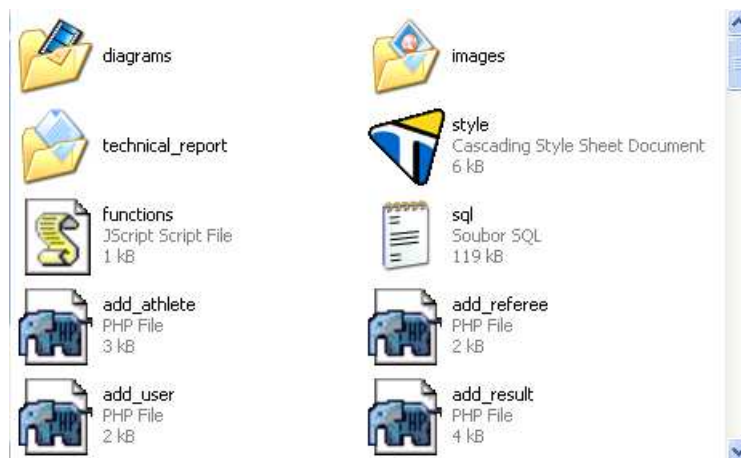 diagrams
images
technical_report
style
Cascading Style Sheet Document
6 kB
functions
JScript Script File
1 kB
sql
Soubor SQL
119 kB
add_athlete
PHP File
3 kB
add_referee
PHP File
2 kB
add_user
PHP File
2 kB
add_result
PHP File
4 kB